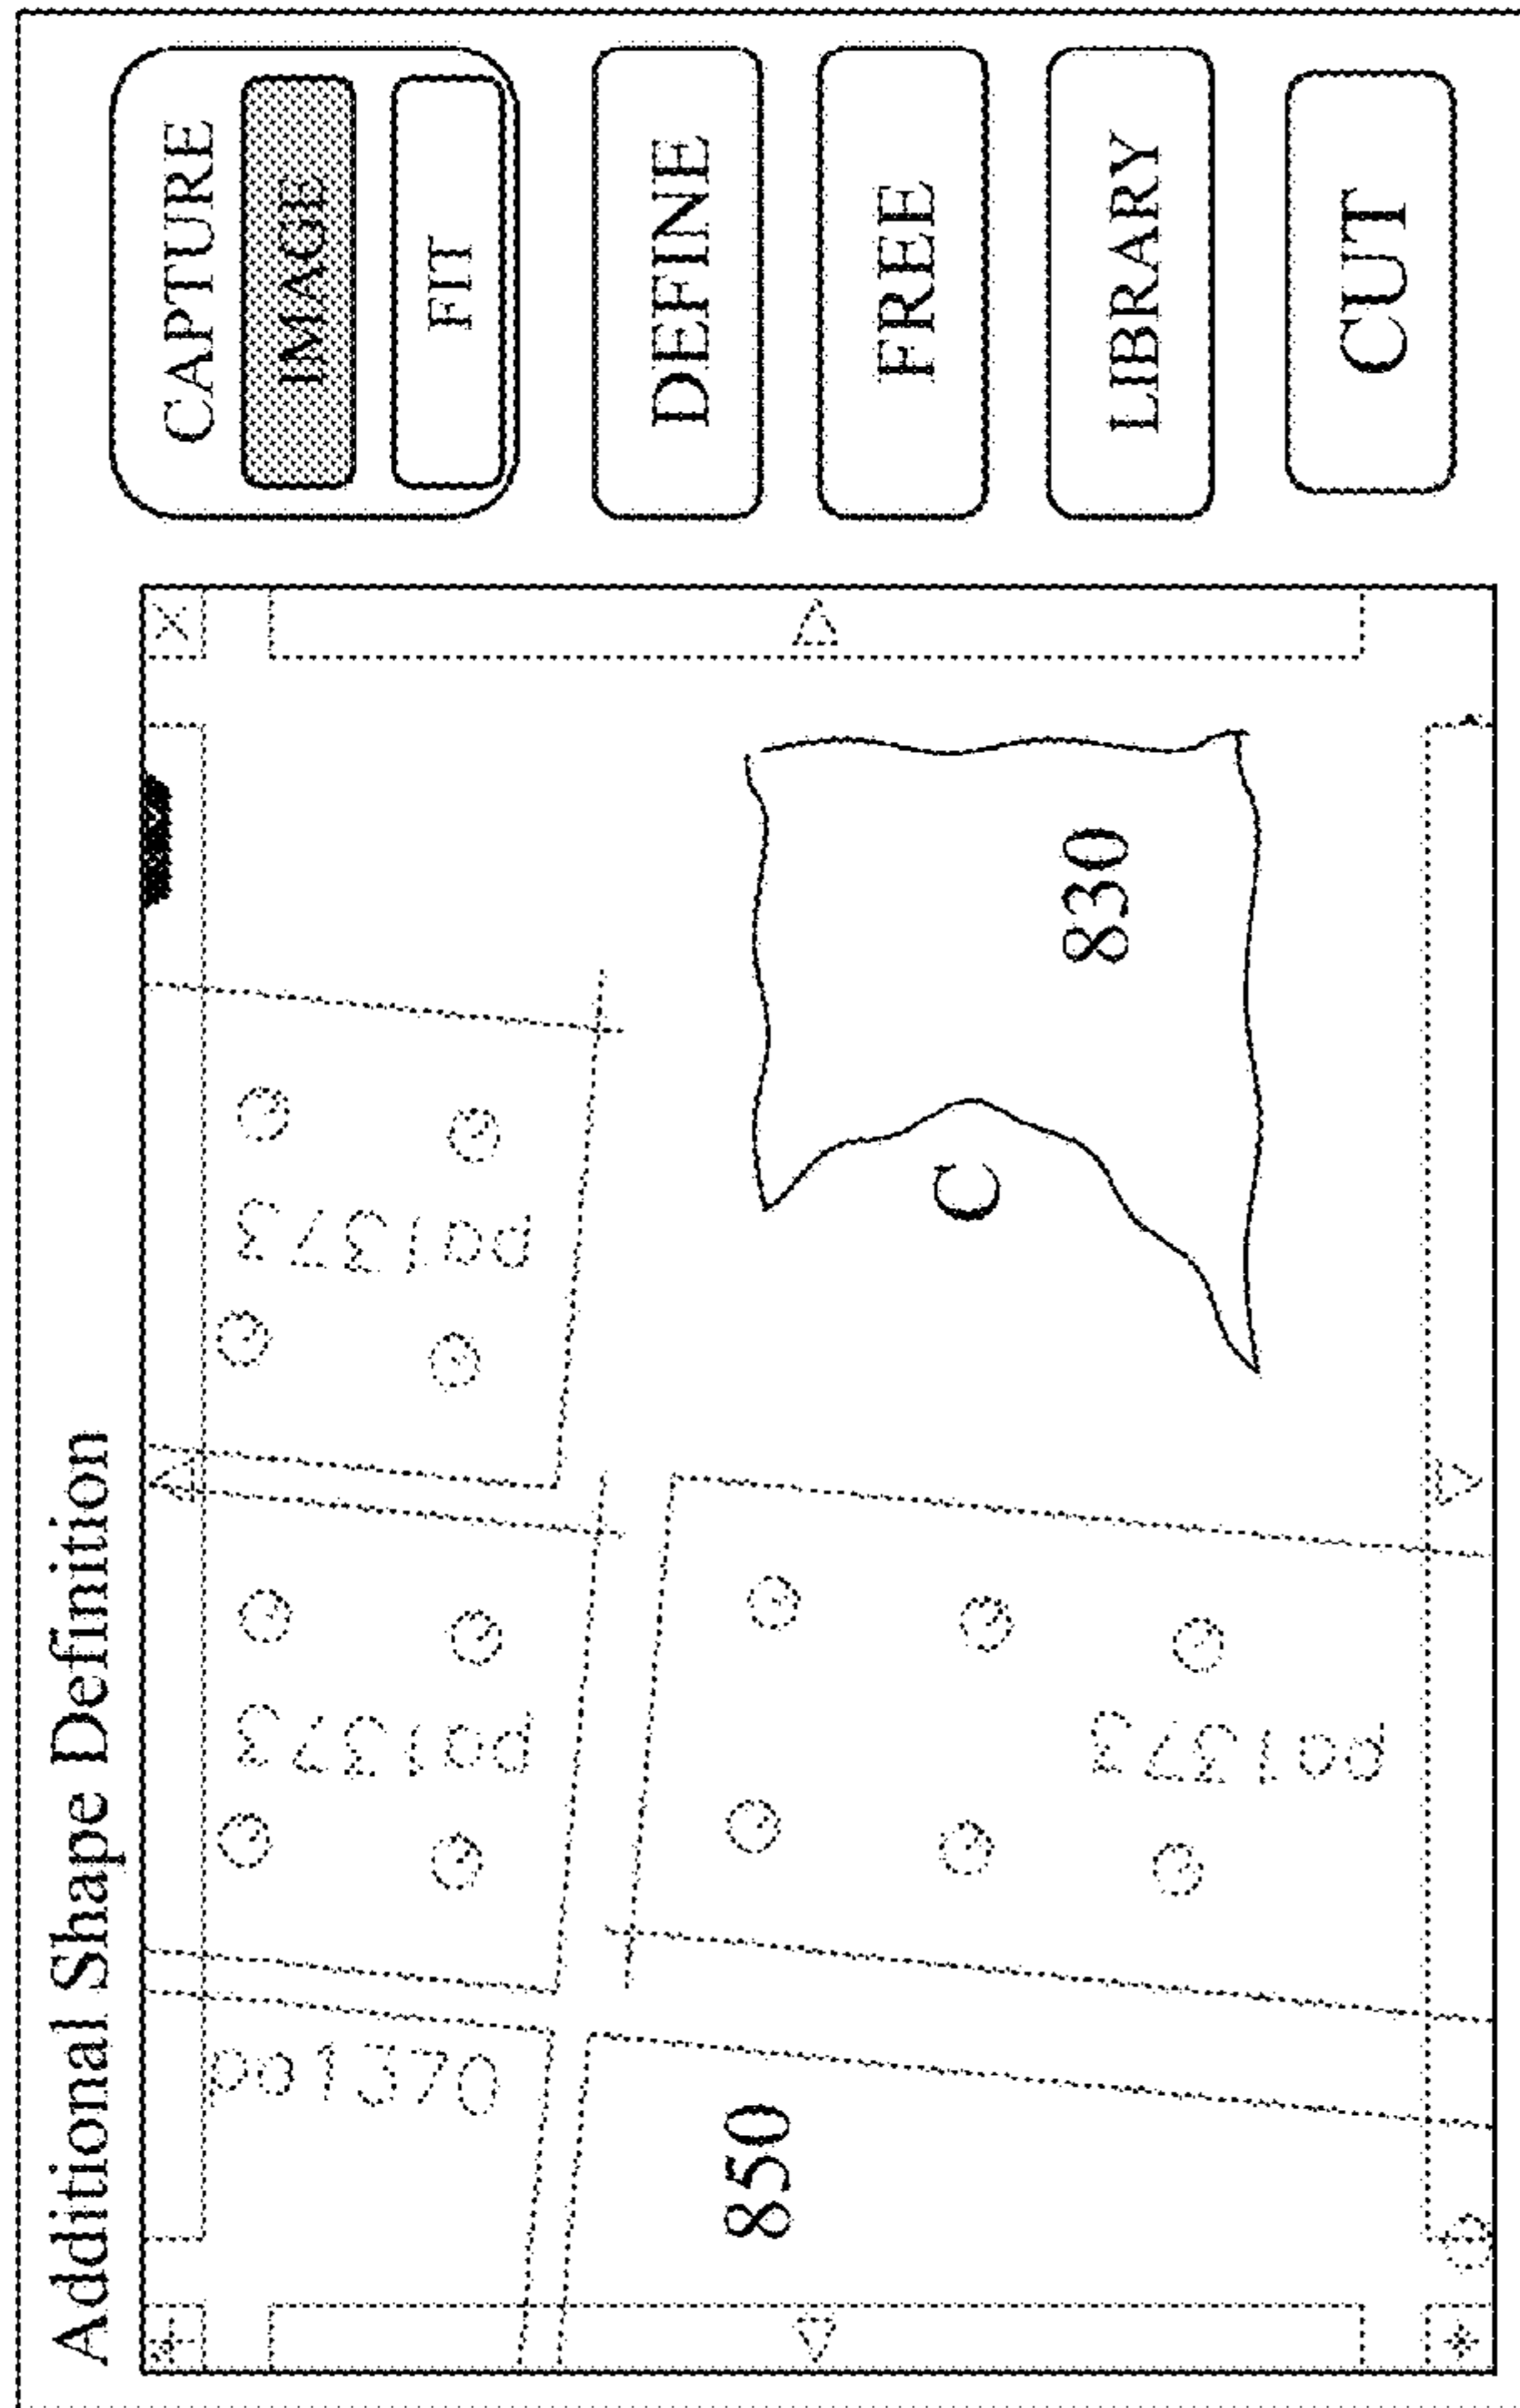 Additional Shape Definition
pa1370
pa1373
pa1373
850
pa1373
C
830
CAPTURE
IMAGE
FIT
DEFINE
FREE
LIBRARY
CUT